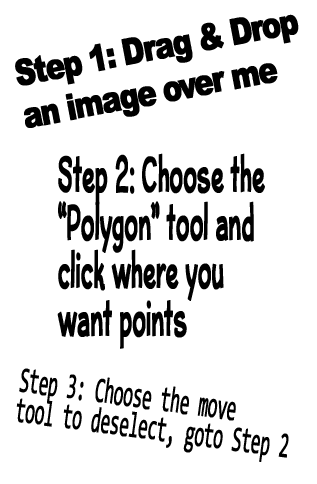 Step 1: Drag & Drop
an image over me
Step 2: Choose the
“Polygon” tool and
click where you
want points
Step 3: Choose the move
tool to deselect, goto Step 2